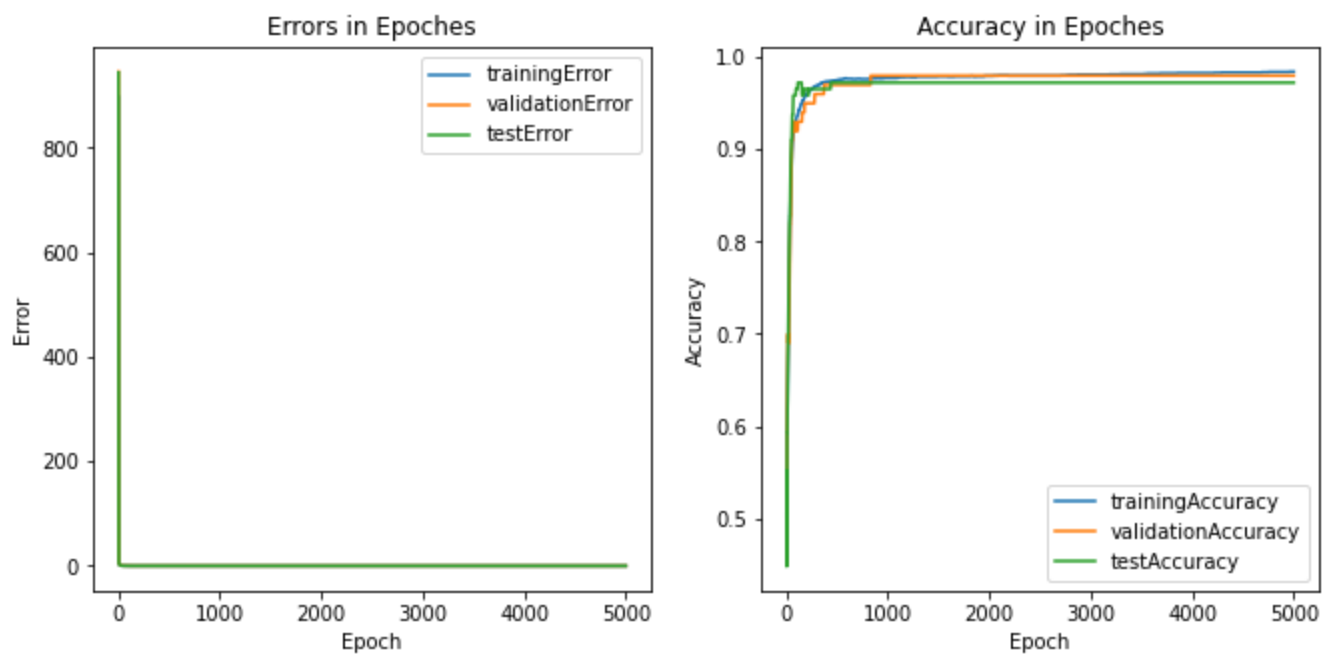 Errors in Epoches
trainingError
validationError
testError
800
600
400
200
0
Error
0 1000 2000 3000 4000 5000
Epoch
Accuracy in Epoches
1.0
0.9
0.8
0.7
0.6
0.5
Accuracy
trainingAccuracy
validationAccuracy
testAccuracy
0 1000 2000 3000 4000 5000
Epoch